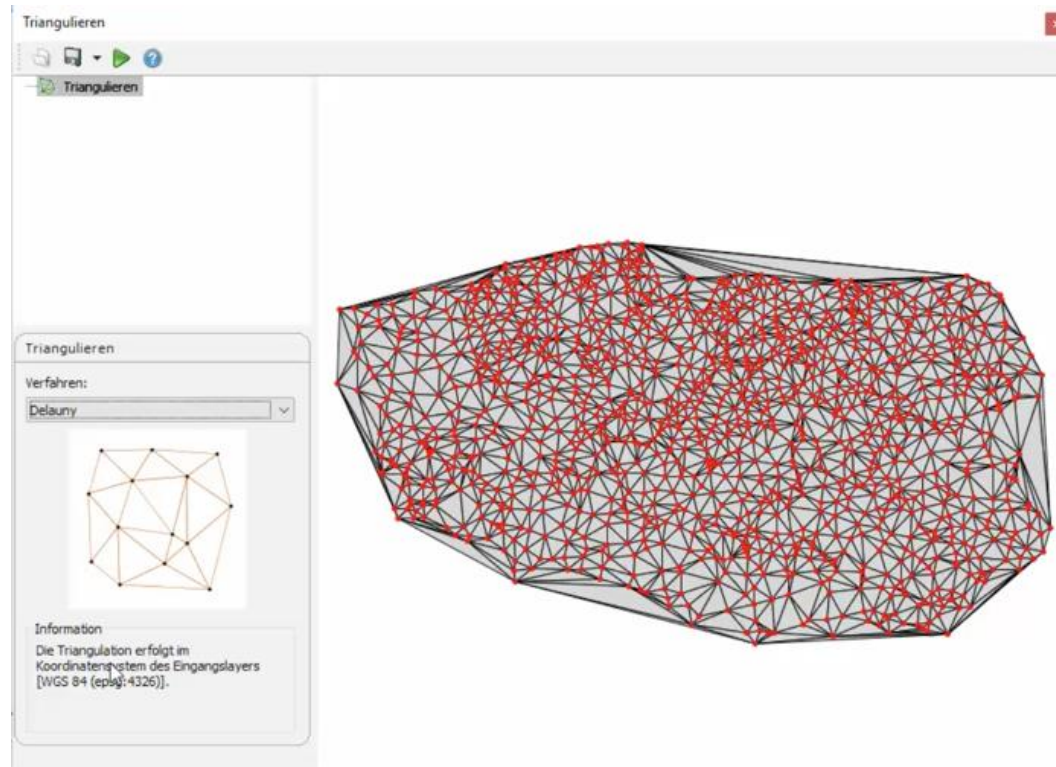 Triangulieren
Triangulieren
Triangulieren
Verfahren:
Delauny
Information
Die Triangulation erfolgt im
Koordinatensystem des Eingangslayers
[WGS 84 (epsg:4326)].